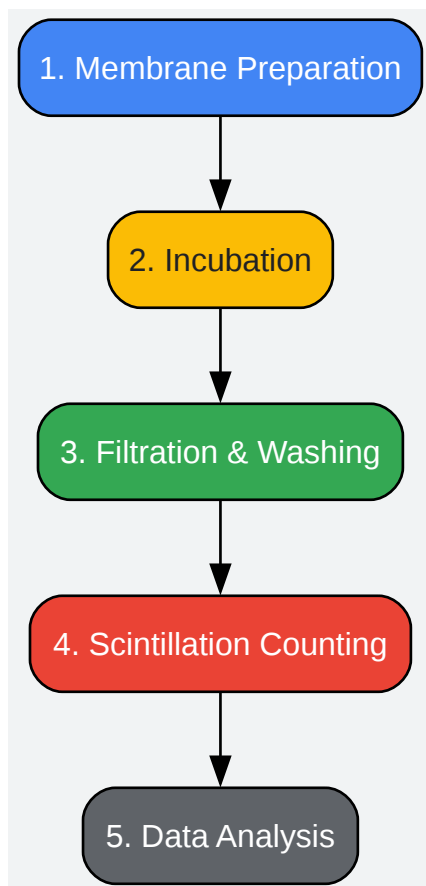 1. Membrane Preparation
2. Incubation
3. Filtration & Washing
4. Scintillation Counting
5. Data Analysis